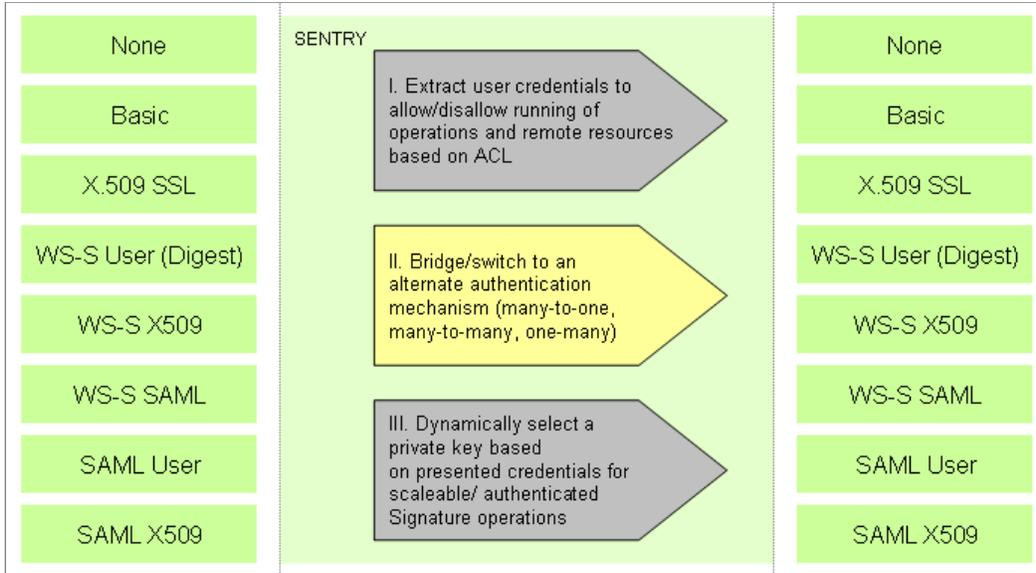 None
Basic
X.509 SSL
WS-S User (Digest)
WS-S X509
WS-S SAML
SAML User
SAML X509
SENTRY
I. Extract user credentials to
allow/disallow running of
operations and remote resources
based on ACL
II. Bridge/switch to an
alternate authentication
mechanism (many-to-one,
many-to-many, one-many)
III. Dynamically select a
private key based
on presented credentials for
scaleable/ authenticated
Signature operations
None
Basic
X.509 SSL
WS-S User (Digest)
WS-S X509
WS-S SAML
SAML User
SAML X509